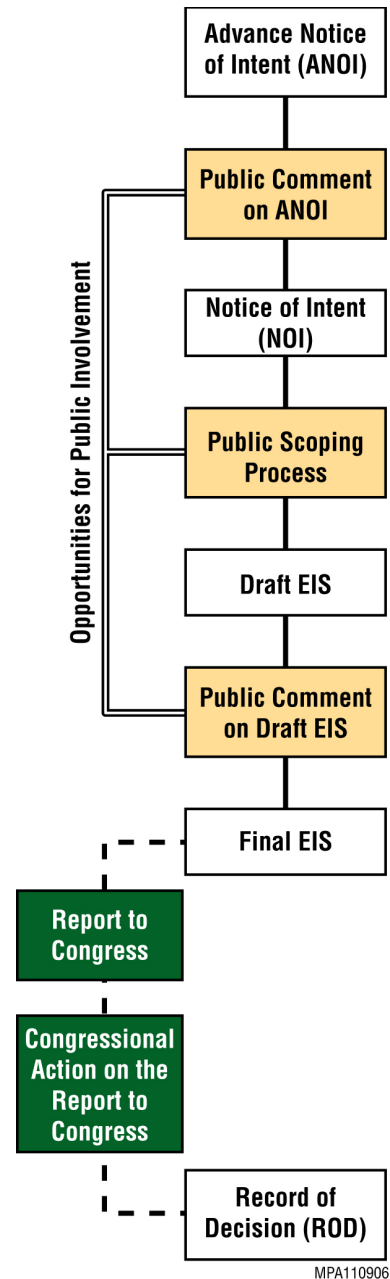 Advance Notice
of Intent (ANOI)
Public Comment
on ANOI
Opportunities for Public Involvement
Notice of Intent
(NOI)
Public Scoping
Process
Draft EIS
Public Comment
on Draft EIS
Final EIS
Report to
Congress
Congressional
Action on the
Report to
Congress
Record of
Decision (ROD)
MPA110906